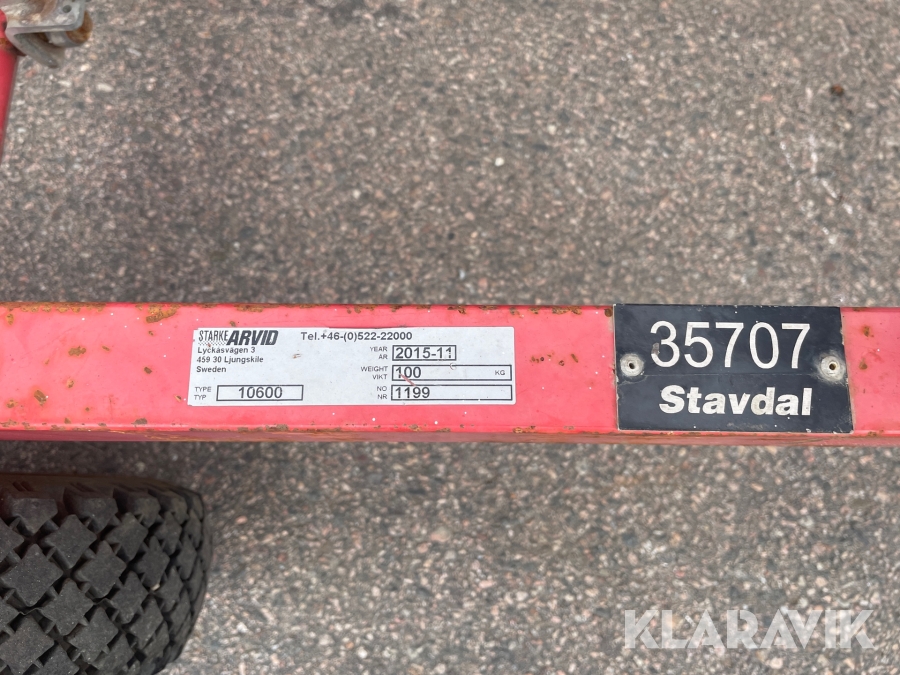 STARKE ARVID
Tel.+46-(0)522-22000
Lyckasvägen 3
459 30 Ljungskile
Sweden
YEAR
ÅR
2015-11
WEIGHT
VIKT
100
KG
TYPE
TYP
10600
NO
NR
1199
35707
Stavdal
KLARAVIK